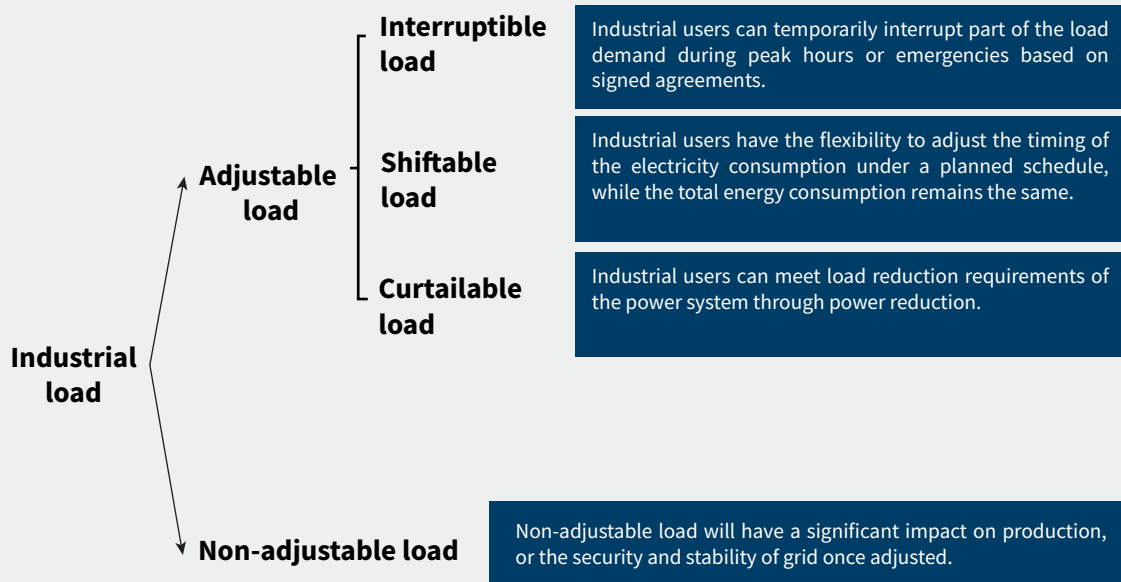 Interruptible
load
Industrial users can temporarily interrupt part of the load
demand during peak hours or emergencies based on
signed agreements.
Adjustable
load
Shiftable
load
Industrial users have the flexibility to adjust the timing of
the electricity consumption under a planned schedule,
while the total energy consumption remains the same.
Curtailable
load
Industrial users can meet load reduction requirements of
the power system through power reduction.
Industrial
load
Non-adjustable load
Non-adjustable load will have a significant impact on production,
or the security and stability of grid once adjusted.